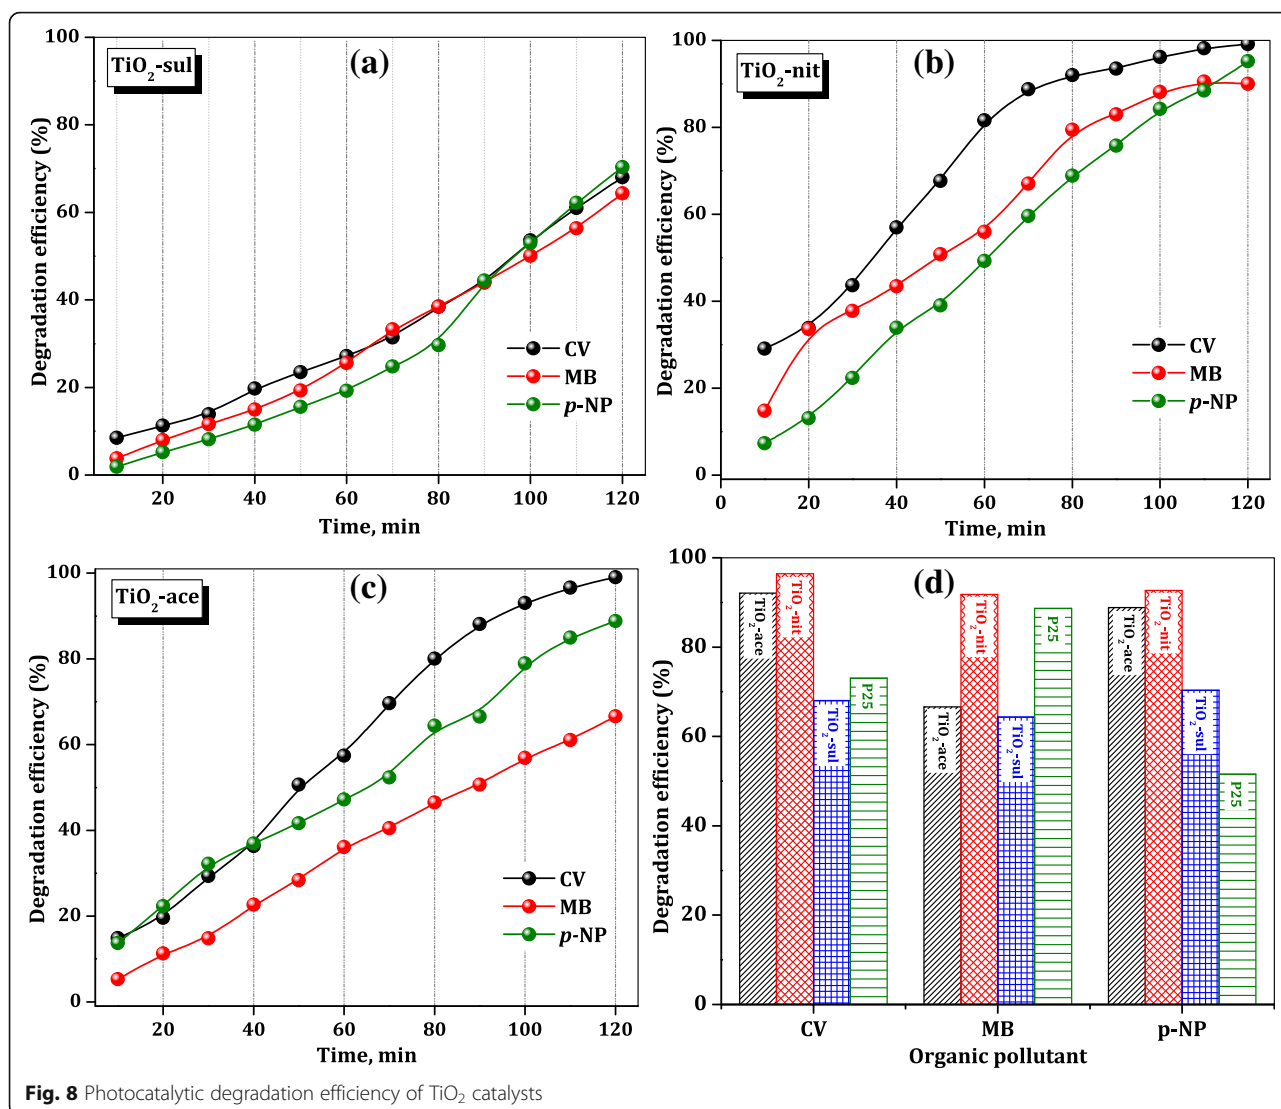 (a)
TiO2-sul
Degradation efficiency (%)
100
80
60
40
20
0
CV
MB
p-NP
20 40 60 80 100 120
Time, min
(b)
TiO2-nit
Degradation efficiency (%)
100
80
60
40
20
0
CV
MB
p-NP
0 20 40 60 80 100 120
Time, min
(c)
TiO2-ace
Degradation efficiency (%)
100
80
60
40
20
0
CV
MB
p-NP
20 40 60 80 100 120
Time, min
(d)
Degradation efficiency (%)
100
80
60
40
20
0
TiO2-ace
TiO2-nit
TiO2-sul
P25
TiO2-ace
TiO2-nit
TiO2-sul
P25
TiO2-ace
TiO2-nit
TiO2-sul
P25
CV MB p-NP
Organic pollutant
Fig. 8 Photocatalytic degradation efficiency of TiO2 catalysts